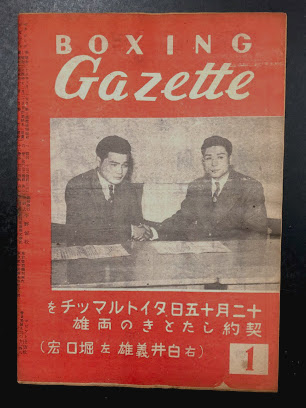 BOXING
Gazette
十二月十五日タイトルマッチを
契約したときの両雄
(右白井義雄 左堀口宏)
1